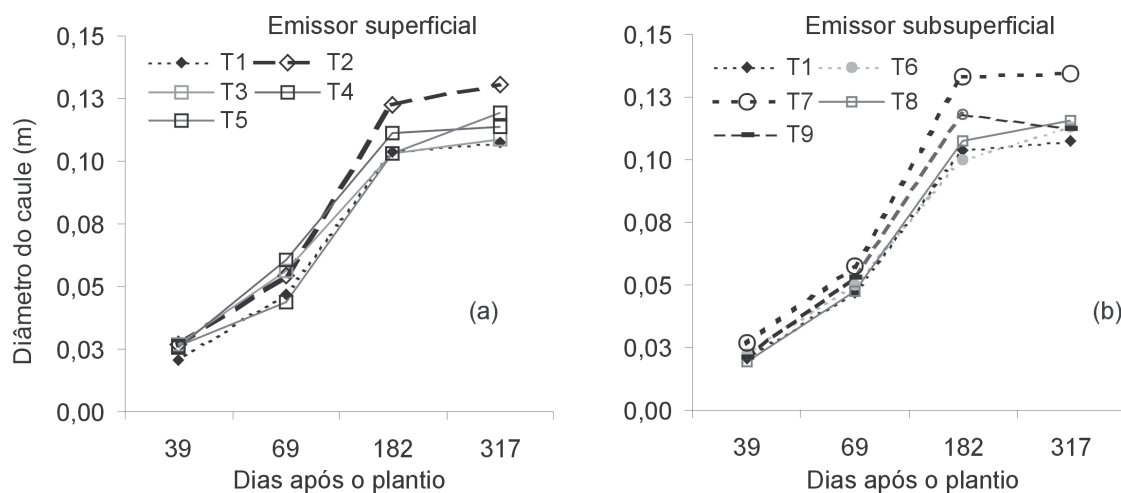 Emissor superficial
Diâmetro do caule (m)
0,15
0,13
0,10
0,08
0,05
0,03
0,00
T1 T2
T3 T4
T5
(a)
39 69 182 317
Dias após o plantio
Emissor subsuperficial
0,15
0,13
0,10
0,08
0,05
0,03
0,00
T1 T6
T7 T8
T9
(b)
39 69 182 317
Dias após o plantio